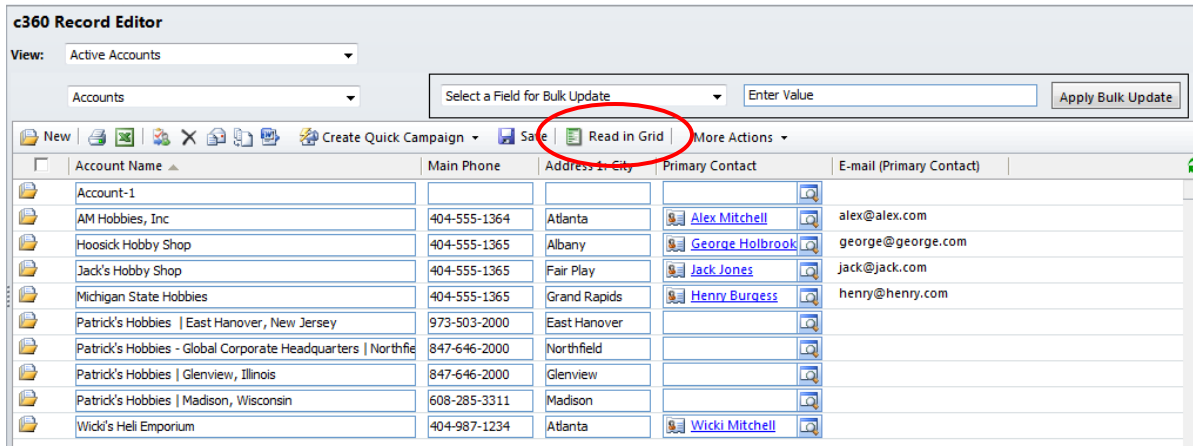 c360 Record Editor
View: Active Accounts
Accounts Select a Field for Bulk Update Enter Value Apply Bulk Update
New Create Quick Campaign Save Read in Grid More Actions
Account Name Main Phone Address 1: City Primary Contact E-mail (Primary Contact)
Account-1
AM Hobbies, Inc 404-555-1364 Atlanta Alex Mitchell alex@alex.com
Hoosick Hobby Shop 404-555-1365 Albany George Holbrook george@george.com
Jack's Hobby Shop 404-555-1365 Fair Play Jack Jones jack@jack.com
Michigan State Hobbies 404-555-1365 Grand Rapids Henry Burgess henry@henry.com
Patrick's Hobbies | East Hanover, New Jersey 973-503-2000 East Hanover
Patrick's Hobbies - Global Corporate Headquarters | Northfie 847-646-2000 Northfield
Patrick's Hobbies | Glenview, Illinois 847-646-2000 Glenview
Patrick's Hobbies | Madison, Wisconsin 608-285-3311 Madison
Wicki's Heli Emporium 404-987-1234 Atlanta Wicki Mitchell